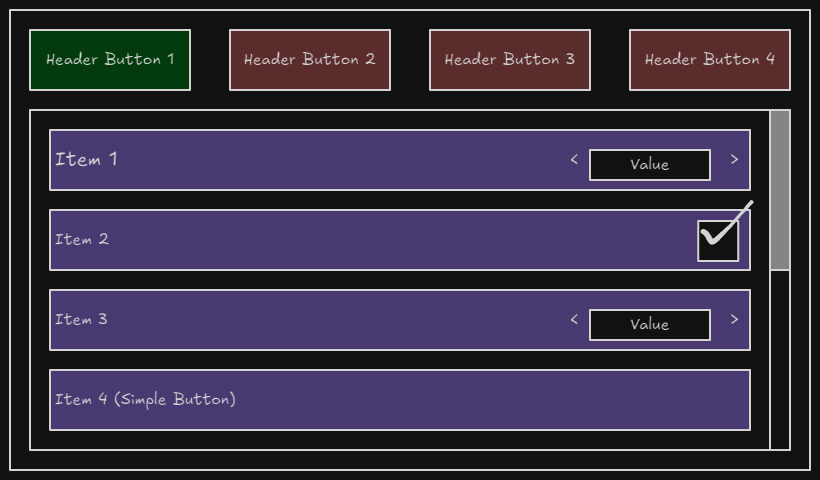 Header Button 1
Header Button 2
Header Button 3
Header Button 4
Item 1 < Value >
Item 2
Item 3 < Value >
Item 4 (Simple Button)